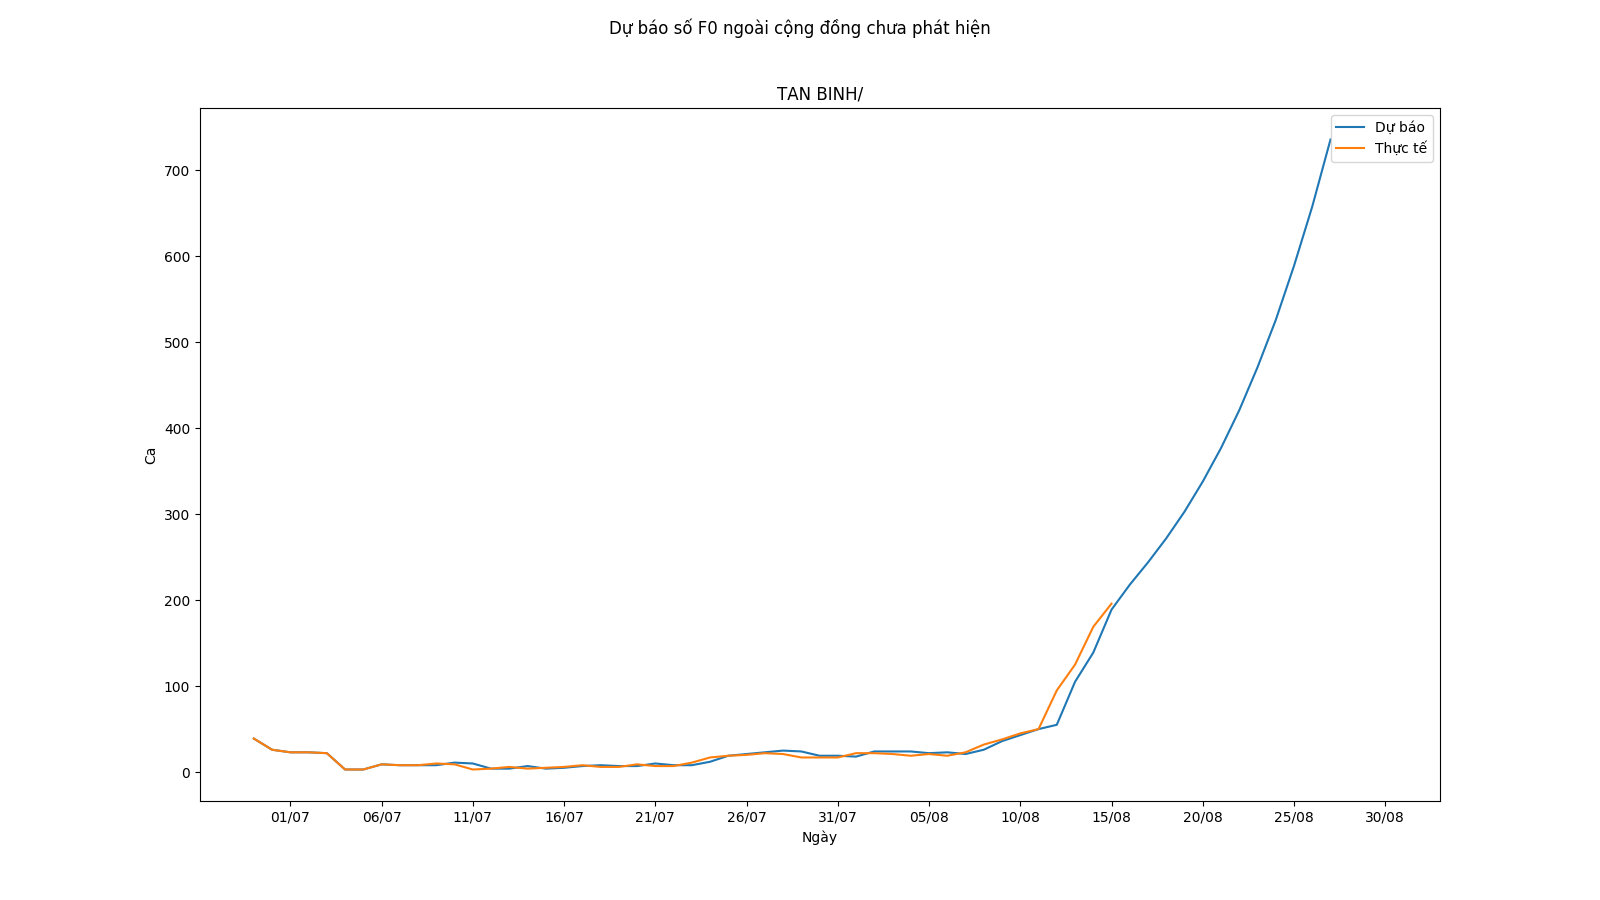 Dự báo số F0 ngoài cộng đồng chưa phát hiện
TAN BINH/
Dự báo
Thực tế
700
600
500
400
300
200
100
0
Ca
01/07 06/07 11/07 16/07 21/07 26/07 31/07 05/08 10/08 15/08 20/08 25/08 30/08
Ngày